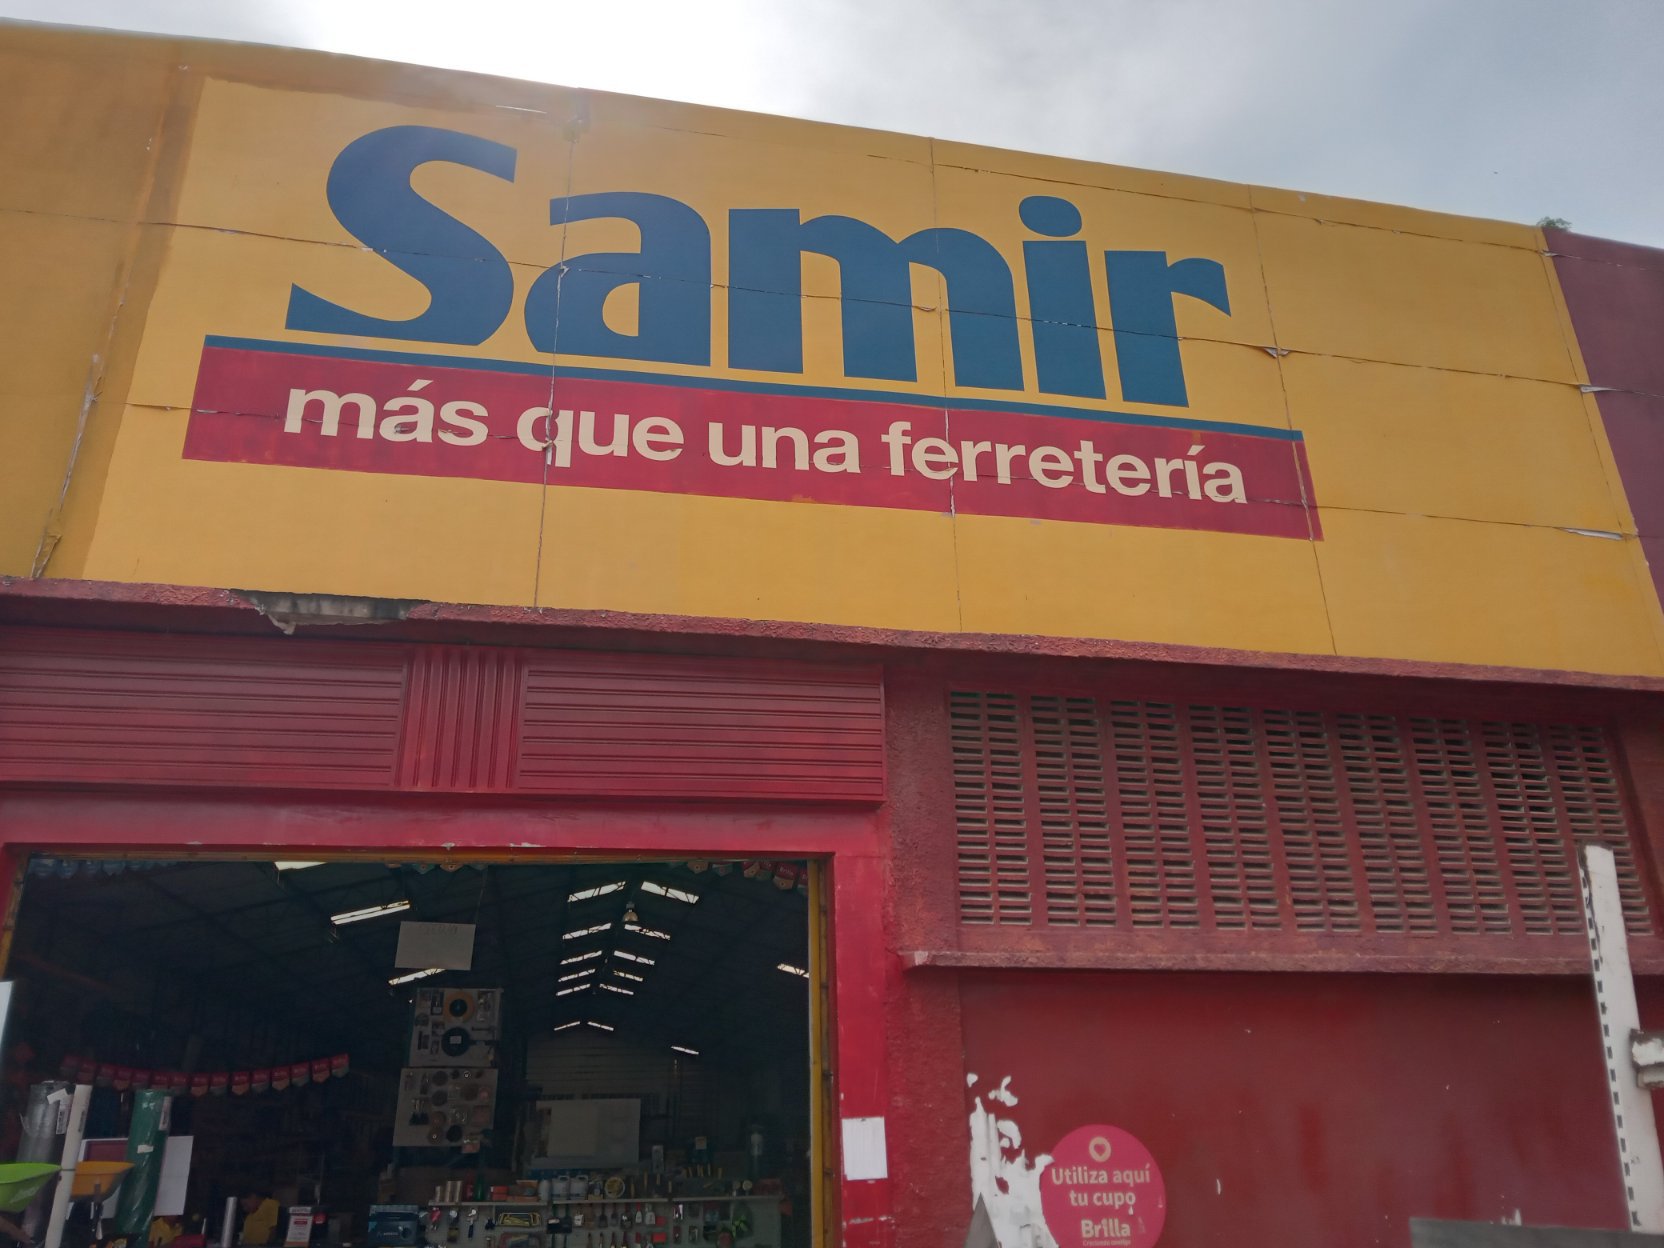 Samir
más que una ferretería
Utiliza aquí
tu cupo
Brilla